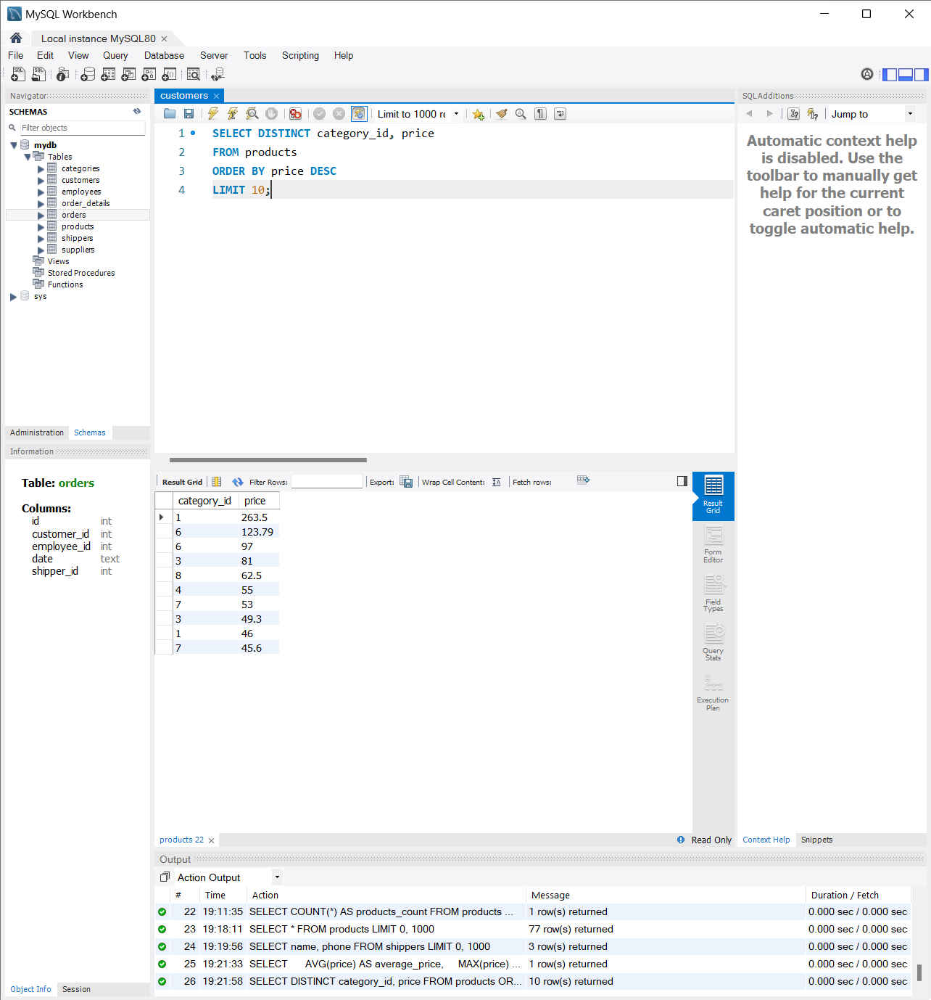 MySQL Workbench
Local instance MySQL80
File Edit View Query Database Server Tools Scripting Help
Navigator
SCHEMAS
Filter objects
mydb
Tables
categories
customers
employees
order_details
orders
products
shippers
suppliers
Views
Stored Procedures
Functions
sys
Administration Schemas
Information
Table: orders
Columns:
id int
customer_id int
employee_id int
date text
shipper_id int
Object Info Session
customers
Limit to 1000 rc
1 SELECT DISTINCT category_id, price
2 FROM products
3 ORDER BY price DESC
4 LIMIT 10;
Result Grid Filter Rows: Export: Wrap Cell Content: Fetch rows:
category_id price
1 263.5
6 123.79
6 97
3 81
8 62.5
4 55
7 53
3 49.3
1 46
7 45.6
Result
Grid
Form
Editor
Field
Types
Query
Stats
Execution
Plan
products 22
Read Only
SQLAdditions
Jump to
Automatic context help
is disabled. Use the
toolbar to manually get
help for the current
caret position or to
toggle automatic help.
Context Help Snippets
Output
Action Output
# Time Action Message Duration / Fetch
22 19:11:35 SELECT COUNT(*) AS products_count FROM products ... 1 row(s) returned 0.000 sec / 0.000 sec
23 19:18:11 SELECT * FROM products LIMIT 0, 1000 77 row(s) returned 0.000 sec / 0.000 sec
24 19:19:56 SELECT name, phone FROM shippers LIMIT 0, 1000 3 row(s) returned 0.000 sec / 0.000 sec
25 19:21:33 SELECT AVG(price) AS average_price, MAX(price) ... 1 row(s) returned 0.000 sec / 0.000 sec
26 19:21:58 SELECT DISTINCT category_id, price FROM products OR... 10 row(s) returned 0.000 sec / 0.000 sec